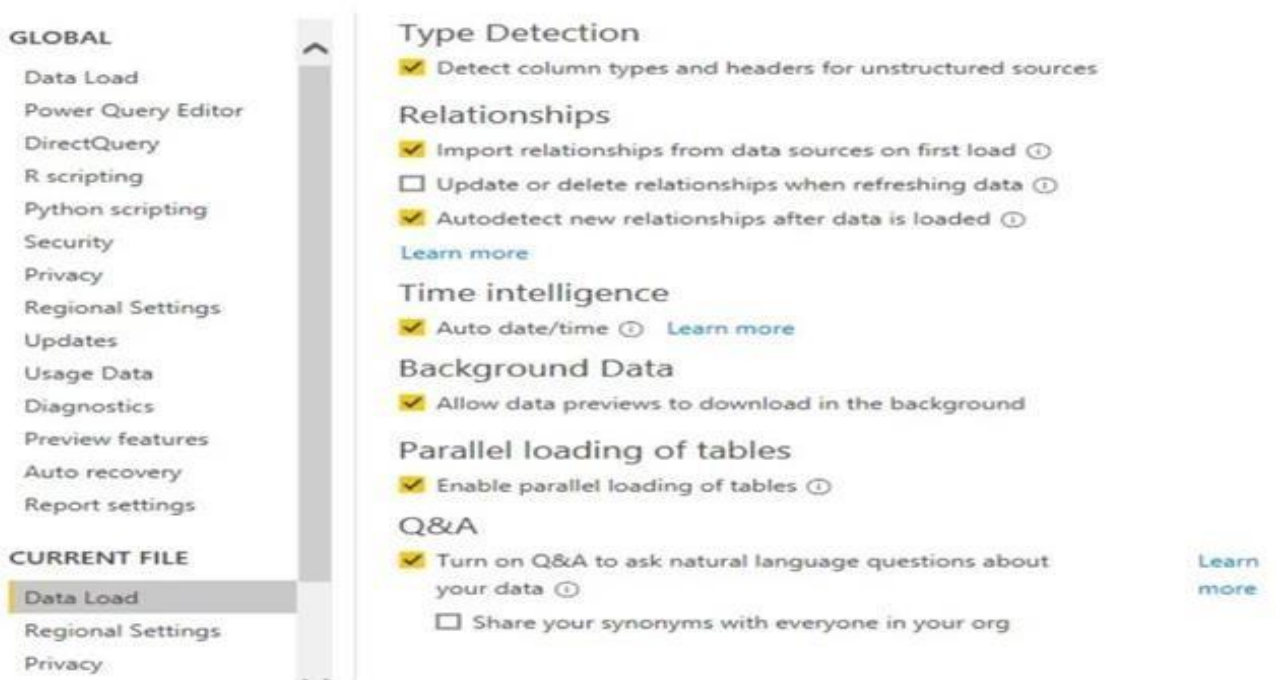 GLOBAL
Data Load
Power Query Editor
DirectQuery
R scripting
Python scripting
Security
Privacy
Regional Settings
Updates
Usage Data
Diagnostics
Preview features
Auto recovery
Report settings
CURRENT FILE
Data Load
Regional Settings
Privacy
Type Detection
Detect column types and headers for unstructured sources
Relationships
Import relationships from data sources on first load
Update or delete relationships when refreshing data
Autodetect new relationships after data is loaded
Learn more
Time intelligence
Auto date/time Learn more
Background Data
Allow data previews to download in the background
Parallel loading of tables
Enable parallel loading of tables
Q&A
Turn on Q&A to ask natural language questions about
your data
Learn
more
Share your synonyms with everyone in your org